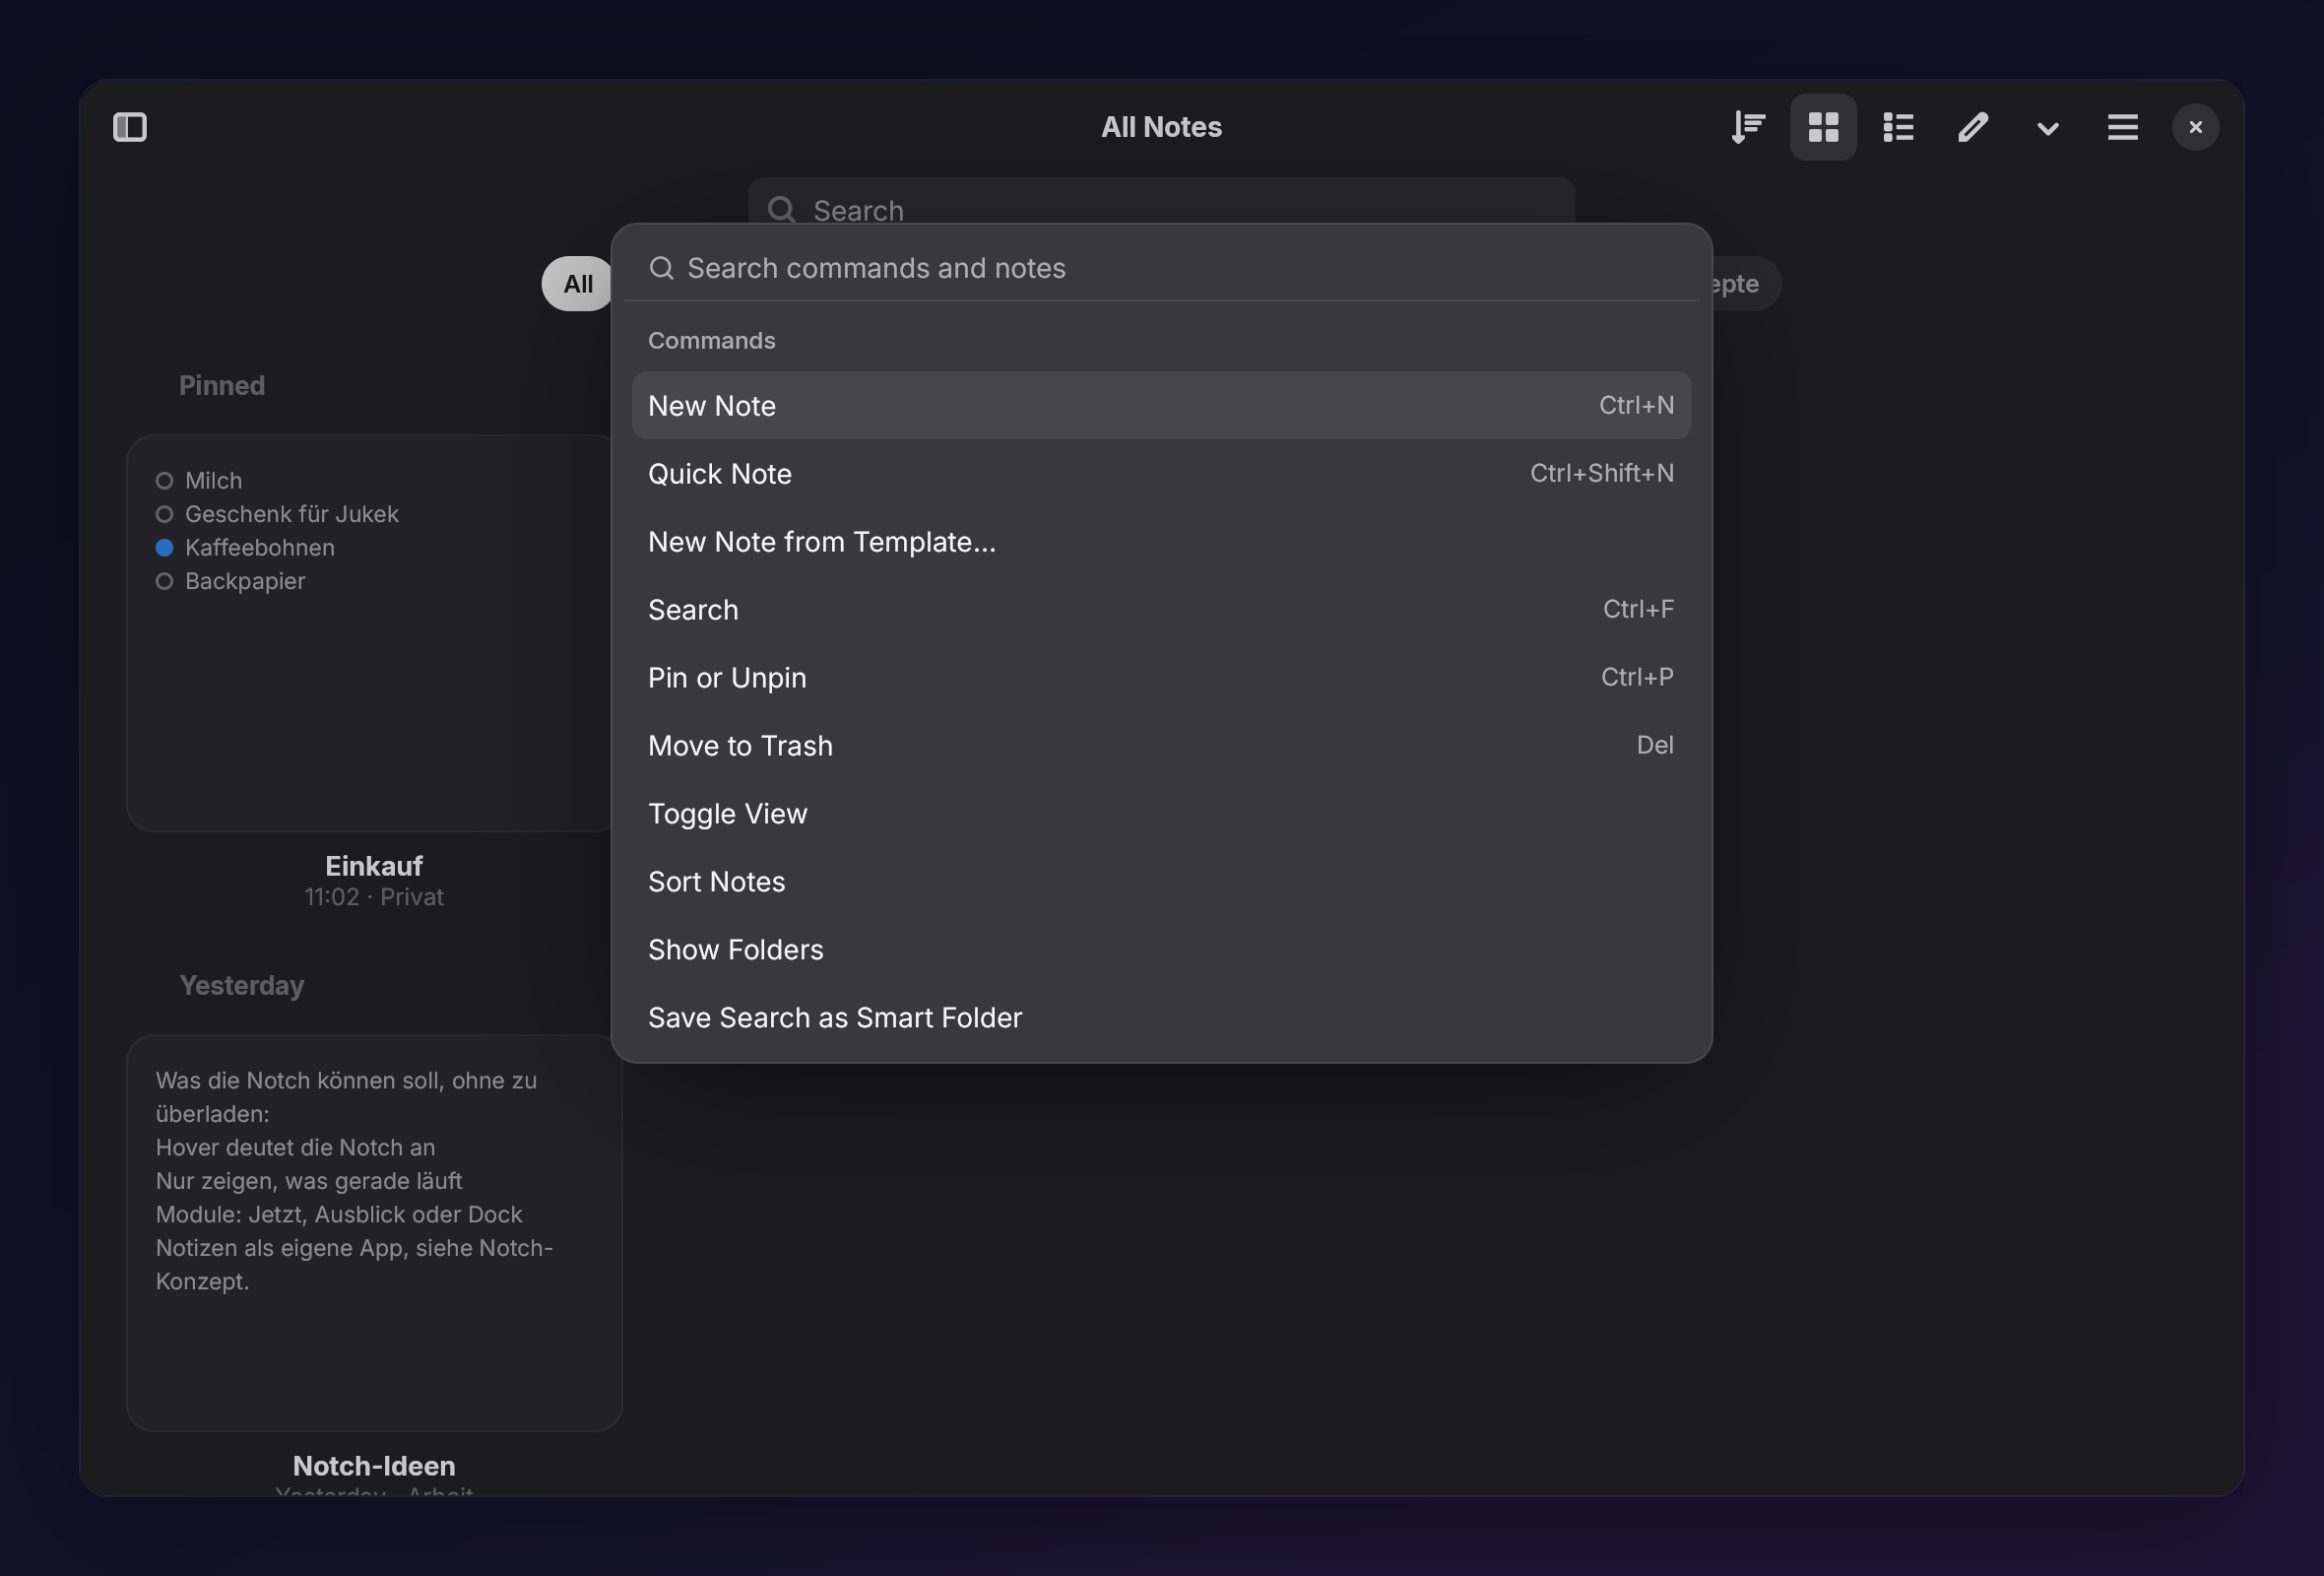 All Notes
Search
All
epte
Search commands and notes
Commands
New Note Ctrl+N
Quick Note Ctrl+Shift+N
New Note from Template...
Search Ctrl+F
Pin or Unpin Ctrl+P
Move to Trash Del
Toggle View
Sort Notes
Show Folders
Save Search as Smart Folder
Pinned
Milch
Geschenk für Jukek
Kaffeebohnen
Backpapier
Einkauf
11:02 · Privat
Yesterday
Was die Notch können soll, ohne zu
überladen:
Hover deutet die Notch an
Nur zeigen, was gerade läuft
Module: Jetzt, Ausblick oder Dock
Notizen als eigene App, siehe Notch-
Konzept.
Notch-Ideen
Yesterday · Arbeit